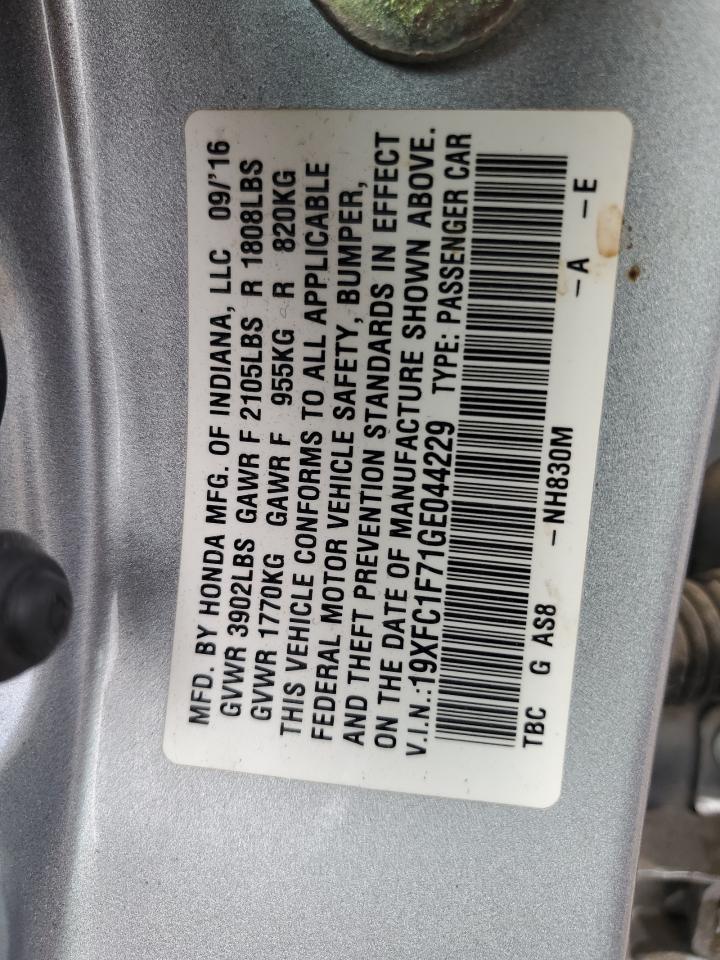 MFD. BY HONDA MFG. OF INDIANA, LLC 09/'16
GVWR 3902LBS GAWR F 2105LBS R 1808LBS
GVWR 1770KG GAWR F 955KG R 820KG
THIS VEHICLE CONFORMS TO ALL APPLICABLE
FEDERAL MOTOR VEHICLE SAFETY, BUMPER,
AND THEFT PREVENTION STANDARDS IN EFFECT
ON THE DATE OF MANUFACTURE SHOWN ABOVE.
V.I.N.:19XFC1F71GE044229 TYPE: PASSENGER CAR
TBC G AS8 -NH830M -A -E